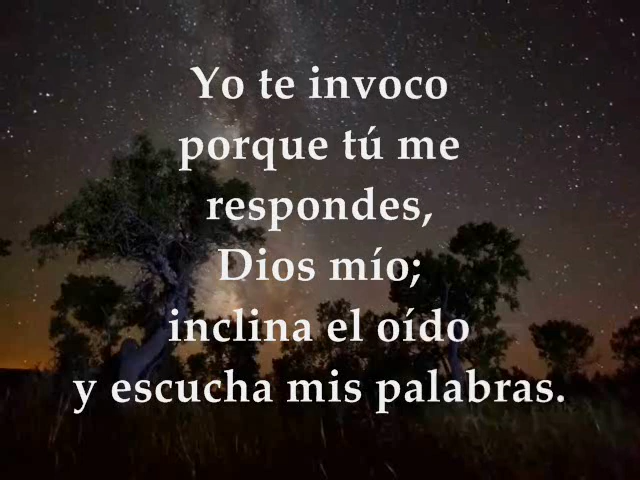 Yo te invoco
porque tú me
respondes,
Dios mío;
inclina el oído
y escucha mis palabras.